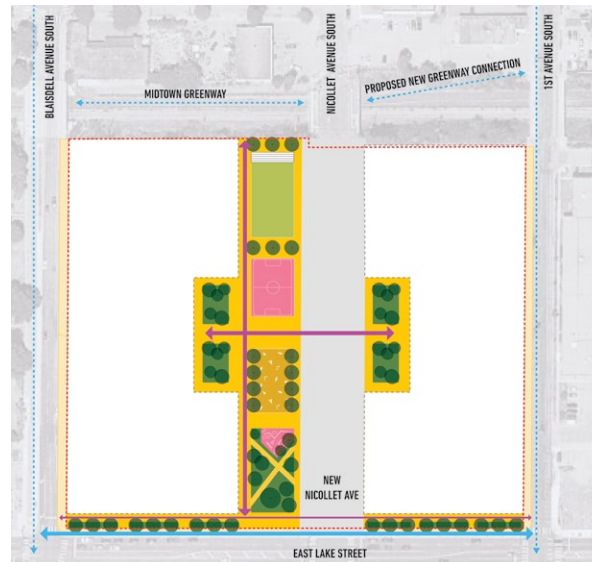 BLAISDELL AVENUE SOUTH
MIDTOWN GREENWAY
NICOLLET AVENUE SOUTH
PROPOSED NEW GREENWAY CONNECTION
1ST AVENUE SOUTH
NEW
NICOLLET AVE
EAST LAKE STREET